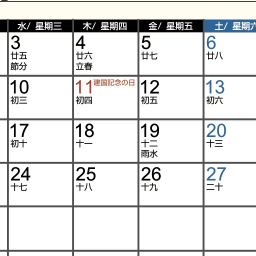 水/ 星期三 木/ 星期四 金/ 星期五 土/ 星期六
3 4 5 6
廿五 廿六 廿七 廿八
節分 立春
10 11 建国記念の日 12 13
初三 初四 初五 初六
17 18 19 20
初十 十一 十二 十三
雨水
24 25 26 27
十七 十八 十九 二十